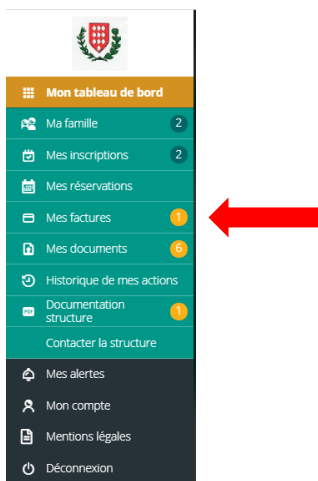 Mon tableau de bord
Ma famille 2
Mes inscriptions 2
Mes réservations
Mes factures 1
Mes documents 6
Historique de mes actions
PDF Documentation
structure 1
Contacter la structure
Mes alertes
Mon compte
Mentions légales
Déconnexion